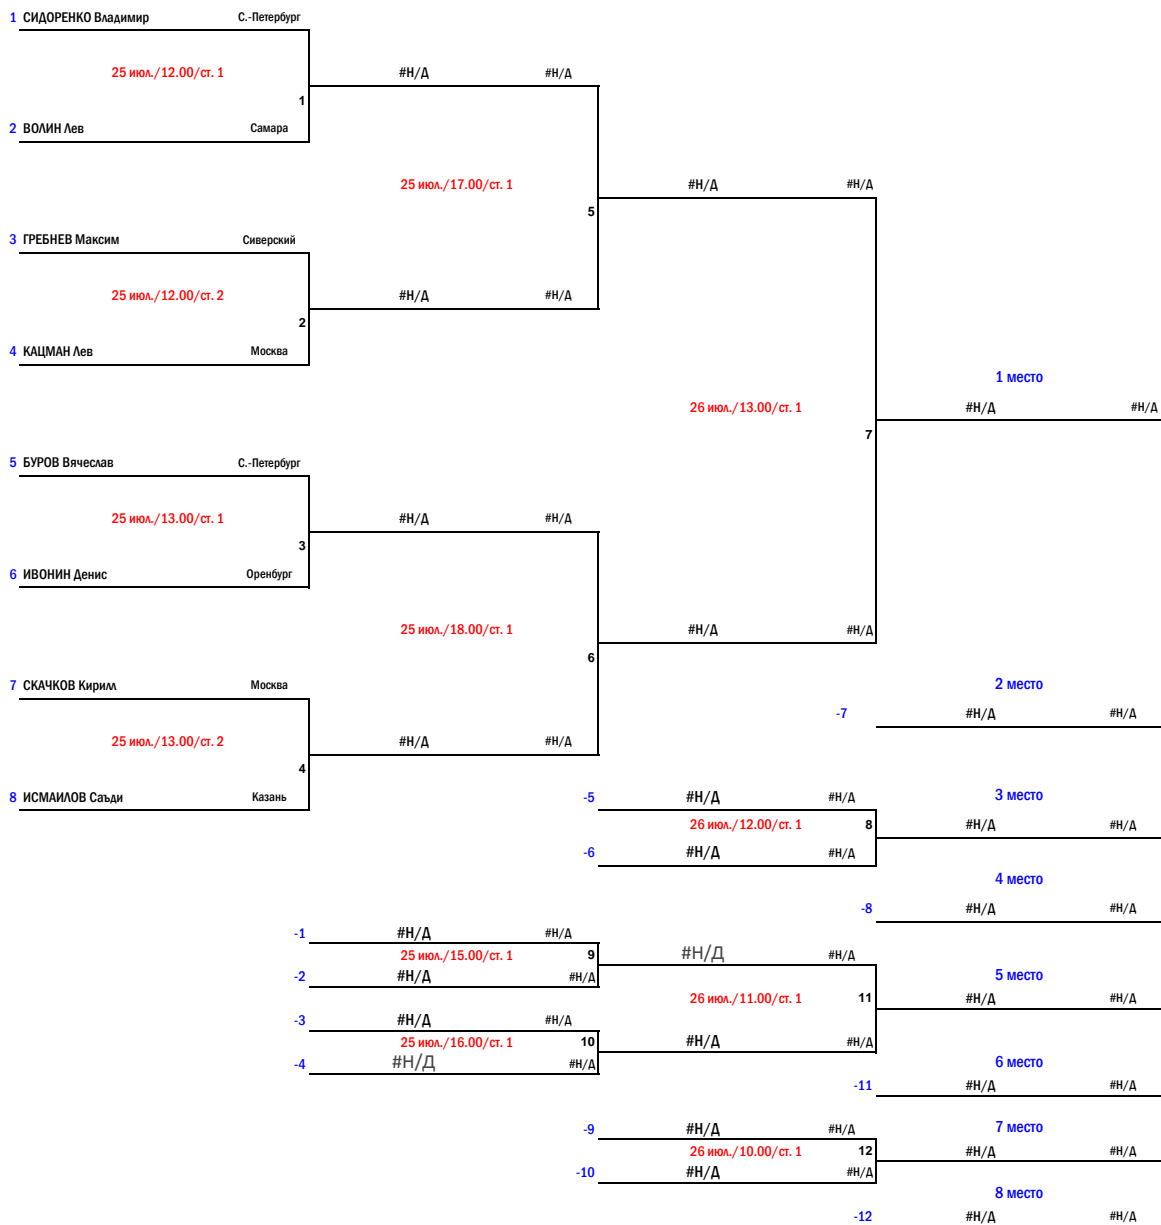 1 СИДОРЕНКО Владимир С.-Петербург
25 июл./12.00/ст. 1 #Н/Д #Н/Д
1
2 ВОЛИН Лев Самара
25 июл./17.00/ст. 1 #Н/Д #Н/Д
5
3 ГРЕБНЕВ Максим Сиверский
25 июл./12.00/ст. 2 #Н/Д #Н/Д
2
4 КАЦМАН Лев Москва
1 место
26 июл./13.00/ст. 1 #Н/Д #Н/Д
7
5 БУРОВ Вячеслав С.-Петербург
25 июл./13.00/ст. 1 #Н/Д #Н/Д
3
6 ИВОНИН Денис Оренбург
25 июл./18.00/ст. 1 #Н/Д #Н/Д
6
7 СКАЧКОВ Кирилл Москва
2 место
-7 #Н/Д #Н/Д
25 июл./13.00/ст. 2 #Н/Д #Н/Д
4
8 ИСМАИЛОВ Саъди Казань
-5 #Н/Д #Н/Д 3 место
26 июл./12.00/ст. 1 8 #Н/Д #Н/Д
-6 #Н/Д #Н/Д
4 место
-8 #Н/Д #Н/Д
-1 #Н/Д #Н/Д
25 июл./15.00/ст. 1 9 #Н/Д #Н/Д
-2 #Н/Д #Н/Д 5 место
26 июл./11.00/ст. 1 11 #Н/Д #Н/Д
-3 #Н/Д #Н/Д
25 июл./16.00/ст. 1 10 #Н/Д #Н/Д
-4 #Н/Д #Н/Д 6 место
-11 #Н/Д #Н/Д
-9 #Н/Д #Н/Д 7 место
26 июл./10.00/ст. 1 12 #Н/Д #Н/Д
-10 #Н/Д #Н/Д
8 место
-12 #Н/Д #Н/Д